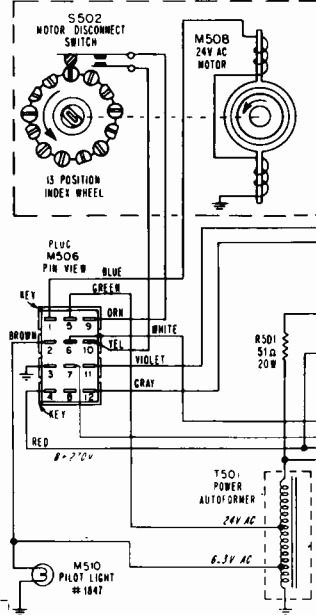 S502
MOTOR DISCONNECT
SWITCH
M508
24V AC
MOTOR
13 POSITION
INDEX WHEEL
PLUG
M506
PIN VIEW
BLUE
GREEN
KEY
ORN
WHITE
BROWN
YEL
VIOLET
GRAY
1 5 9
2 6 10
3 7 11
4 8 12
KEY
RED
B+270V
R501
51Ω
20W
T501
POWER
AUTOFORMER
24V AC
6.3V AC
M510
PILOT LIGHT
#1847